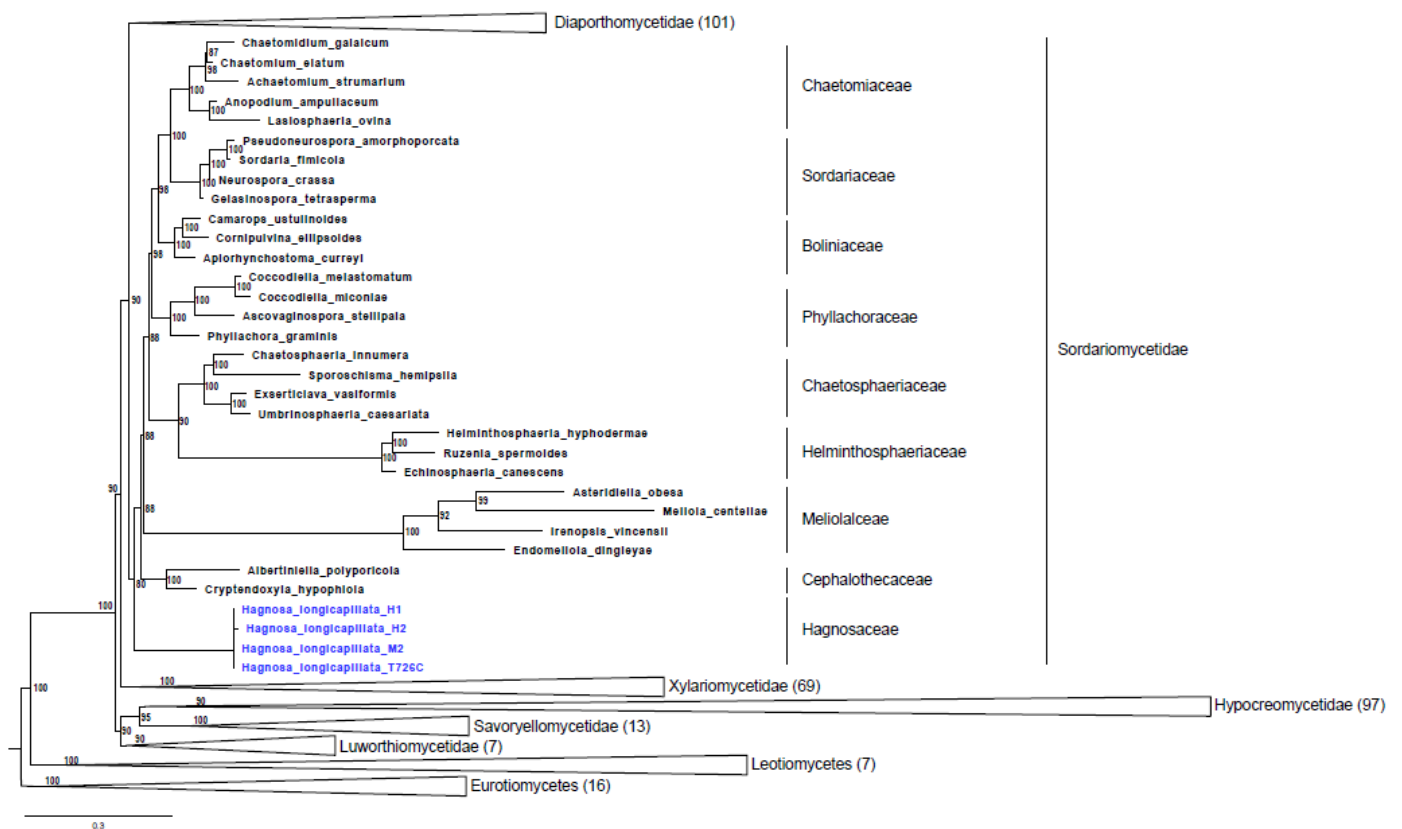 Diaporthomycetidae (101)
Chaetomidium_galaicum
87
Chaetomium_elatum
98
Achaetomium_strumarium
100
Chaetomiaceae
Anopodium_ampullaceum
100
Lasiosphaeria_ovina
100
Pseudoneurospora_amorphoporcata
100
Sordaria_fimicola
100
Sordariaceae
Neurospora_crassa
100
98
Gelasinospora_tetrasperma
Camarops_ustulinoides
100
Cornipulvina_ellipsoides
100
Boliniaceae
98
Apiorhynchostoma_curreyi
Coccodiella_melastomatum
100
Coccodiella_miconiae
90
100
Ascovaginospora_stellipala
Phyllachoraceae
100
88
Phyllachora_graminis
Sordariomycetidae
Chaetosphaeria_innumera
100
Sporoschisma_hemipsila
100
Chaetosphaeriaceae
Exserticlava_vasiformis
100
Umbrinosphaeria_caesariata
90
88
Helminthosphaeria_hyphodermae
100
Ruzenia_spermoides
100
Helminthosphaeriaceae
Echinosphaeria_canescens
90
Asteridiella_obesa
99
88
Meliola_centellae
92
Meliolalceae
Irenopsis_vincensii
100
Endomeliola_dingleyae
Albertiniella_polyporicola
100
80
Cephalothecaceae
Cryptendoxyla_hypophloia
100
Hagnosa_longicapillata_H1
Hagnosa_longicapillata_H2
Hagnosaceae
Hagnosa_longicapillata_M2
Hagnosa_longicapillata_T726C
100
Xylariomycetidae (69)
100
90
Hypocreomycetidae (97)
95
100
Savoryellomycetidae (13)
90
90
Luworthiomycetidae (7)
100
Leotiomycetes (7)
100
Eurotiomycetes (16)
0.3